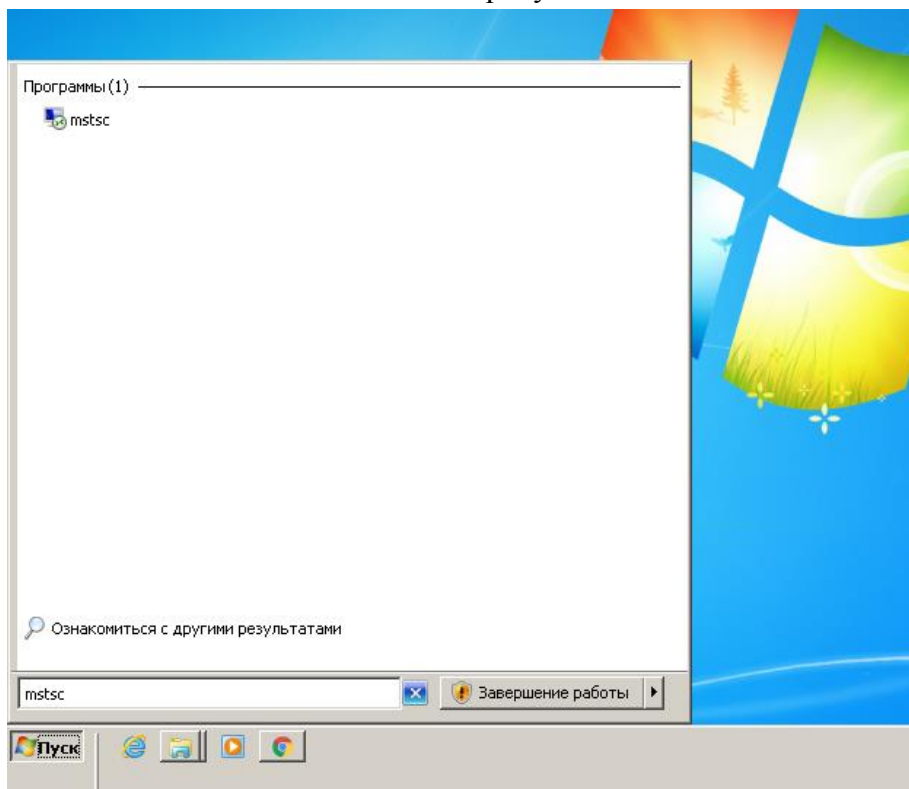 Программы (1)
mstsc
Ознакомиться с другими результатами
mstsc
Завершение работы
Пуск